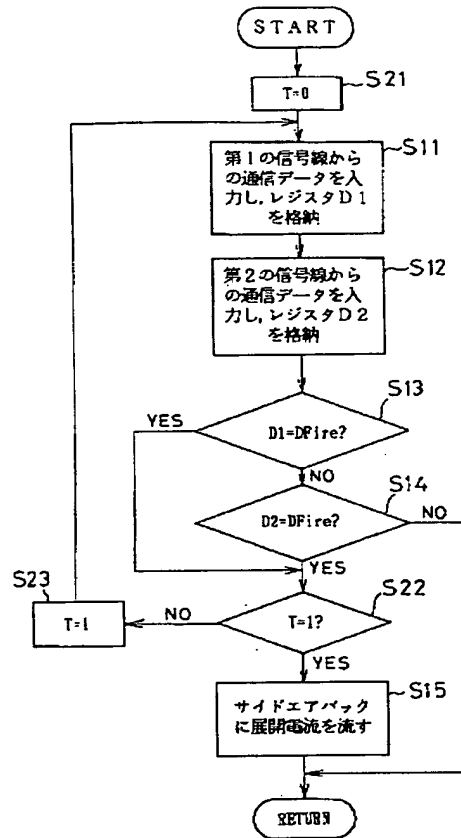 START
S21
T=0
S11
第1の信号線から
の通信データを入
力し,レジスタD1
を格納
S12
第2の信号線から
の通信データを入
力し,レジスタD2
を格納
S13
YES
D1=DFire?
NO
S14
D2=DFire?
NO
YES
S23
T=1
NO
S22
T=1?
YES
S15
サイドエアバック
に展開電流を流す
RETURN